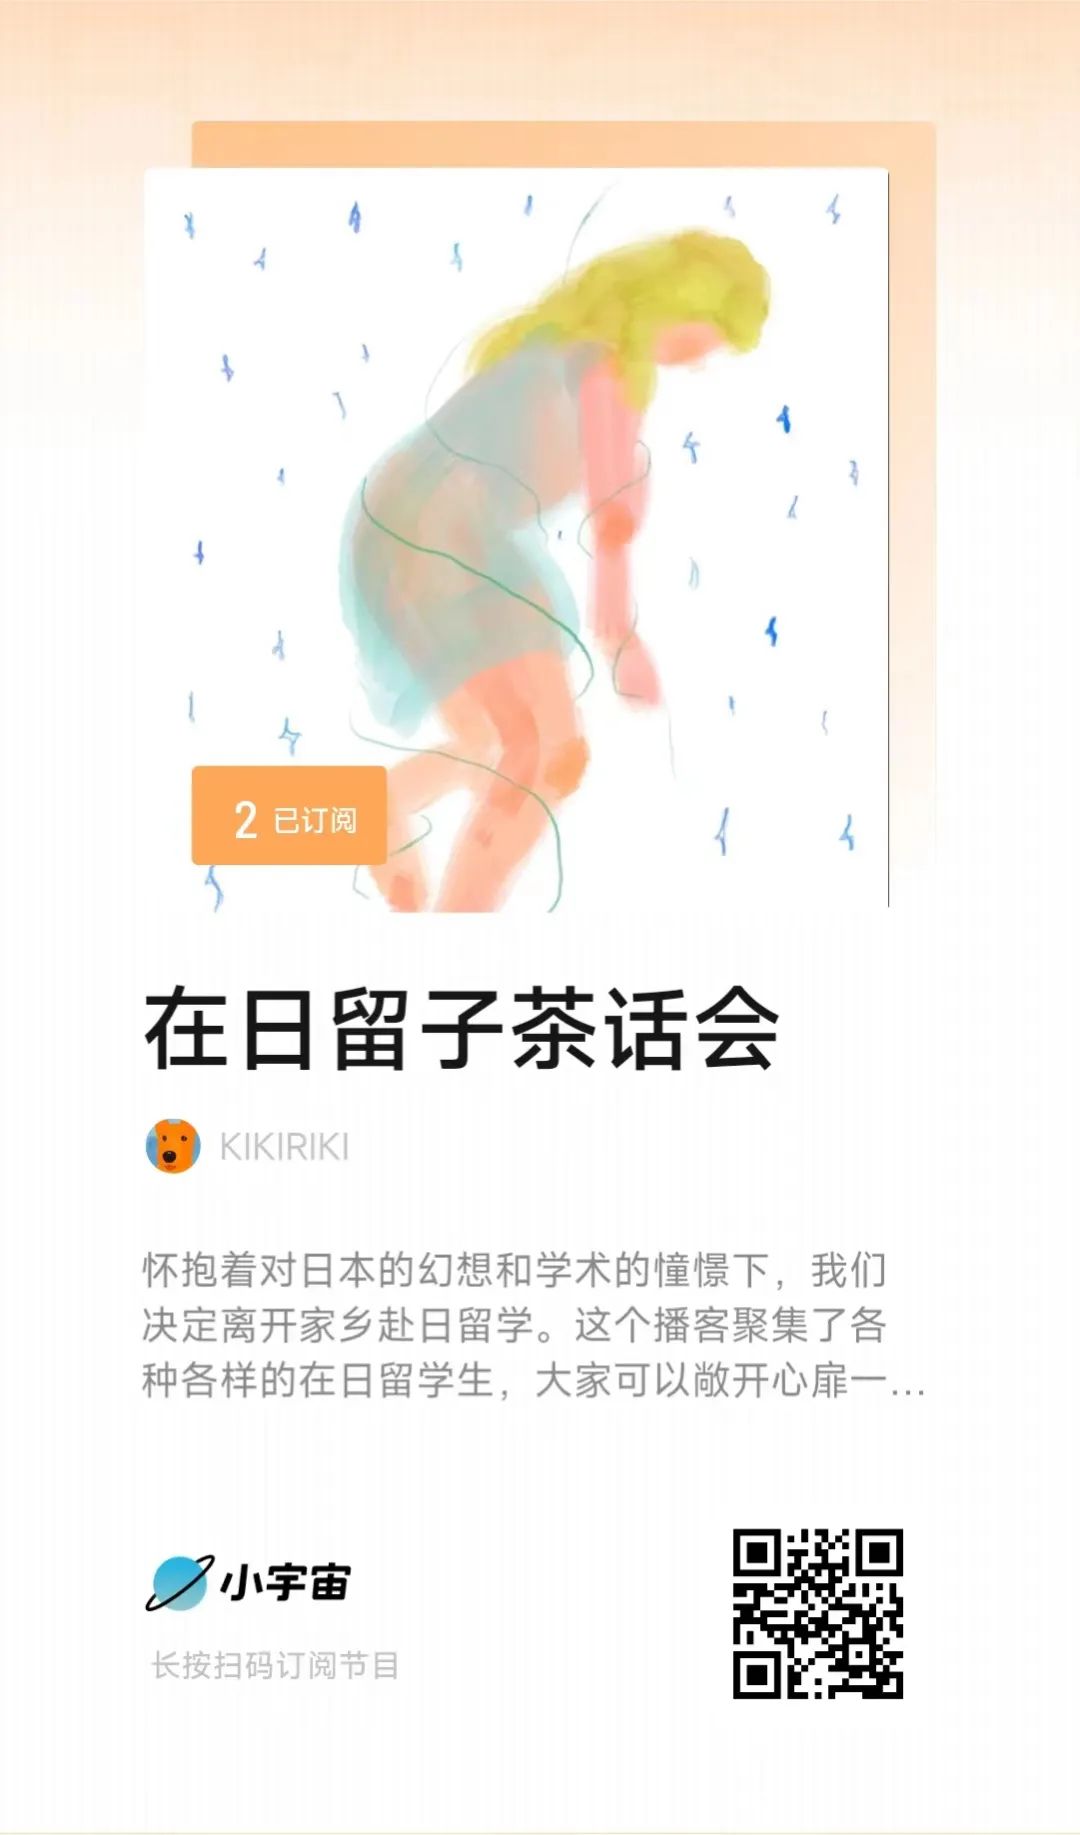 2 已订阅
在日留子茶话会
KIKIRIKI
怀抱着对日本的幻想和学术的憧憬下，我们
决定离开家乡赴日留学。这个播客聚集了各
种各样的在日留学生，大家可以敞开心扉一...
小宇宙
长按扫码订阅节目